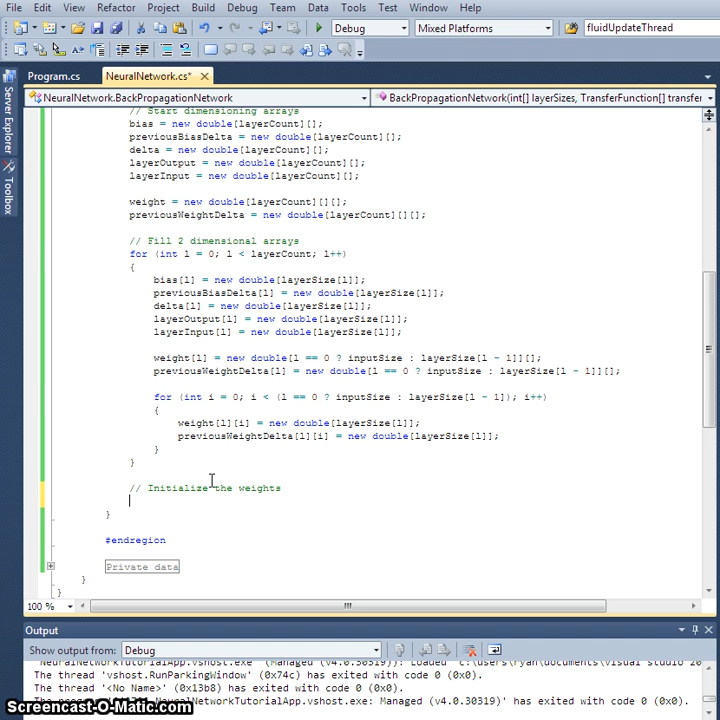 File Edit View Refactor Project Build Debug Team Data Tools Test Window Help
Debug Mixed Platforms fluidUpdateThread
Program.cs NeuralNetwork.cs*
NeuralNetwork.BackPropagationNetwork BackPropagationNetwork(int[] layerSizes, TransferFunction[] transfer
Server Explorer
Toolbox
// Start dimensioning arrays
bias = new double[layerCount][];
previousBiasDelta = new double[layerCount][];
delta = new double[layerCount][];
layerOutput = new double[layerCount][];
layerInput = new double[layerCount][];
weight = new double[layerCount][][];
previousWeightDelta = new double[layerCount][][];
// Fill 2 dimensional arrays
for (int l = 0; l < layerCount; l++)
{
bias[l] = new double[layerSize[l]];
previousBiasDelta[l] = new double[layerSize[l]];
delta[l] = new double[layerSize[l]];
layerOutput[l] = new double[layerSize[l]];
layerInput[l] = new double[layerSize[l]];
weight[l] = new double[l == 0 ? inputSize : layerSize[l - 1]][];
previousWeightDelta[l] = new double[l == 0 ? inputSize : layerSize[l - 1]][];
for (int i = 0; i < (l == 0 ? inputSize : layerSize[l - 1]); i++)
{
weight[l][i] = new double[layerSize[l]];
previousWeightDelta[l][i] = new double[layerSize[l]];
}
}
// Initialize the weights
}
#endregion
Private data
}
}
100 %
Output
Show output from: Debug
'NeuralNetworkTutorialApp.vshost.exe' (Managed (v4.0.30319)): Loaded 'C:\Users\ryan\documents\visual studio 20
The thread 'vshost.RunParkingWindow' (0x74c) has exited with code 0 (0x0).
The thread '<No Name>' (0x13b8) has exited with code 0 (0x0).
NeuralNetworkTutorialApp.vshost.exe: Managed (v4.0.30319)' has exited with code 0 (0x0).
Screencast-O-Matic.com